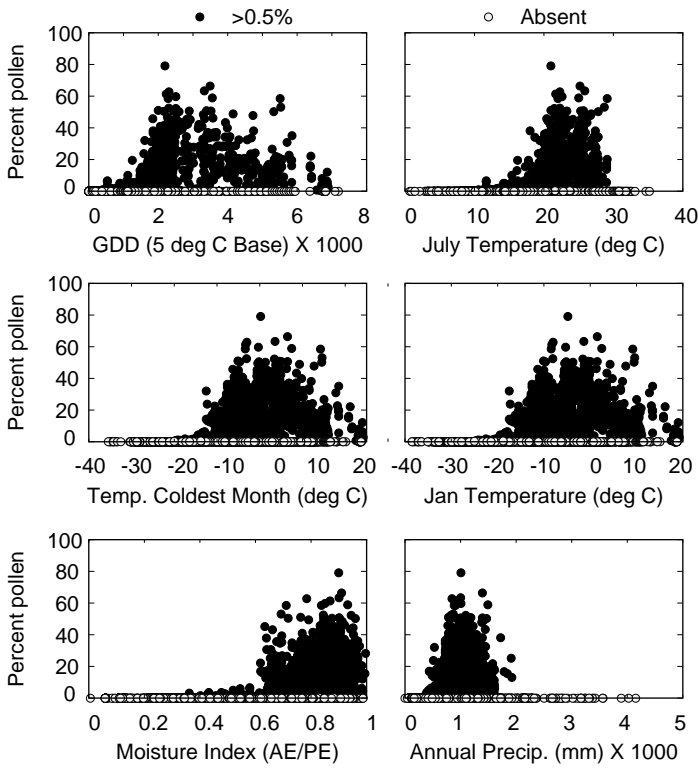 >0.5%
Absent
100
80
60
40
20
0
Percent pollen
0 2 4 6 8
GDD (5 deg C Base) X 1000
0 10 20 30 40
July Temperature (deg C)
100
80
60
40
20
0
Percent pollen
-40 -30 -20 -10 0 10 20
Temp. Coldest Month (deg C)
-40 -30 -20 -10 0 10 20
Jan Temperature (deg C)
100
80
60
40
20
0
Percent pollen
0 0.2 0.4 0.6 0.8 1
Moisture Index (AE/PE)
0 1 2 3 4 5
Annual Precip. (mm) X 1000